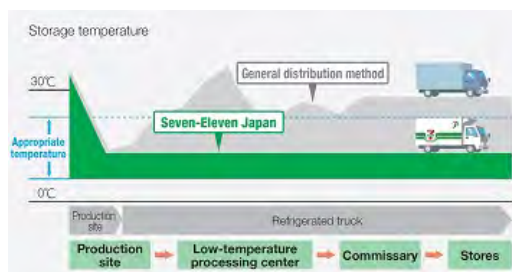 Storage temperature
30℃
General distribution method
Seven-Eleven Japan
7
Appropriate
temperature
0℃
Production
site
Refrigerated truck
Production
site
Low-temperature
processing center
Commissary
Stores